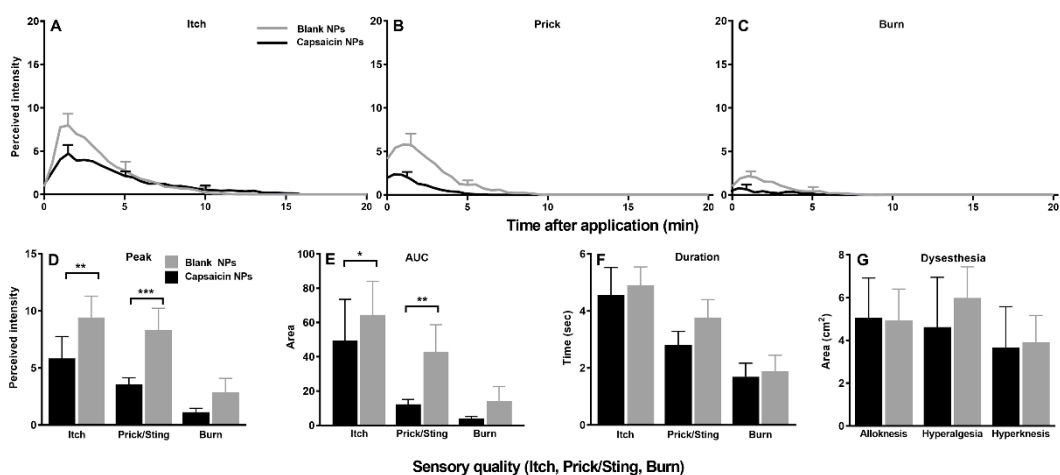 A
Itch
Blank NPs
Capsaicin NPs
20
15
10
5
0
0
5
10
15
20
Perceived intensity
B
Prick
20
15
10
5
0
0
5
10
15
20
C
Burn
20
15
10
5
0
0
5
10
15
20
Time after application (min)
D
Peak
Blank NPs
Capsaicin NPs
**
***
15
10
5
0
Perceived intensity
Itch
Prick/Sting
Burn
E
AUC
*
**
100
80
60
40
20
0
Area
Itch
Prick/Sting
Burn
F
Duration
6
4
2
0
Time (sec)
Itch
Prick/Sting
Burn
G
Dysesthesia
8
6
4
2
0
Area (cm²)
Alloknesis
Hyperalgesia
Hyperknesis
Sensory quality (Itch, Prick/Sting, Burn)